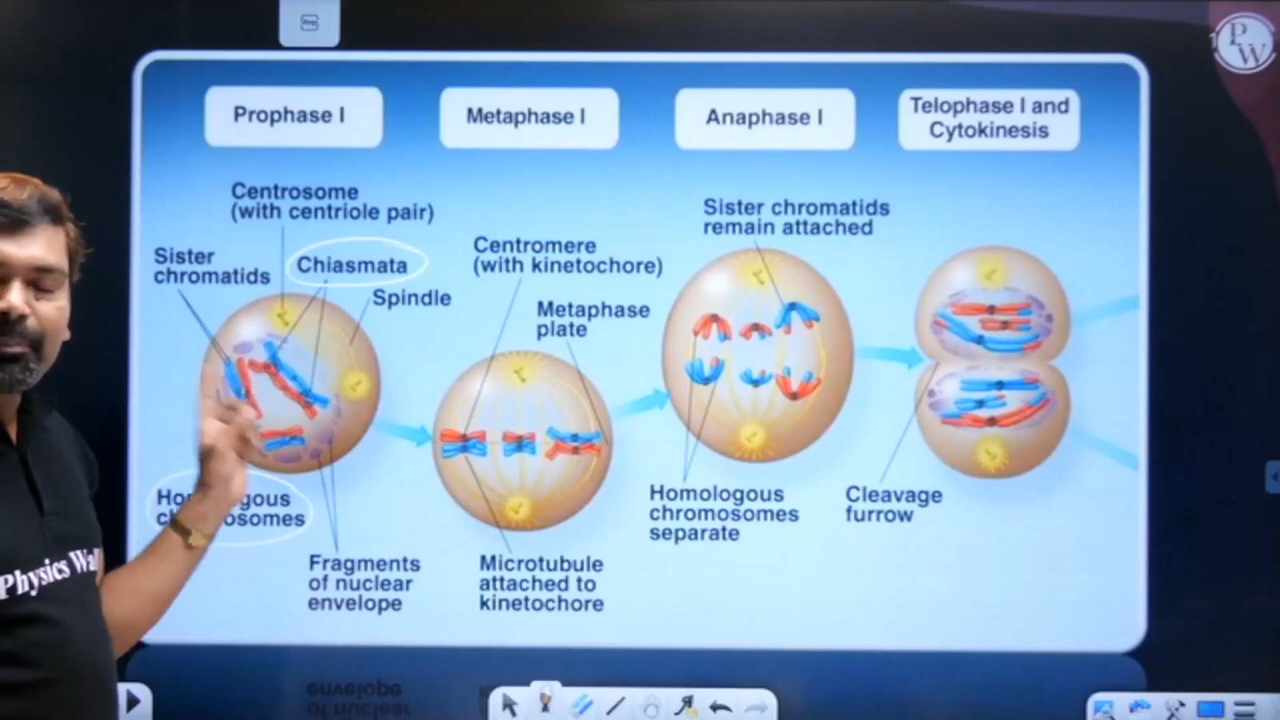 PW
Prophase I
Metaphase I
Anaphase I
Telophase I and
Cytokinesis
Centrosome
(with centriole pair)
Sister chromatids
remain attached
Sister
chromatids
Chiasmata
Centromere
(with kinetochore)
Spindle
Metaphase
plate
Homologous
chromosomes
Homologous
chromosomes
separate
Cleavage
furrow
Fragments
of nuclear
envelope
Microtubule
attached to
kinetochore
Physics Wal